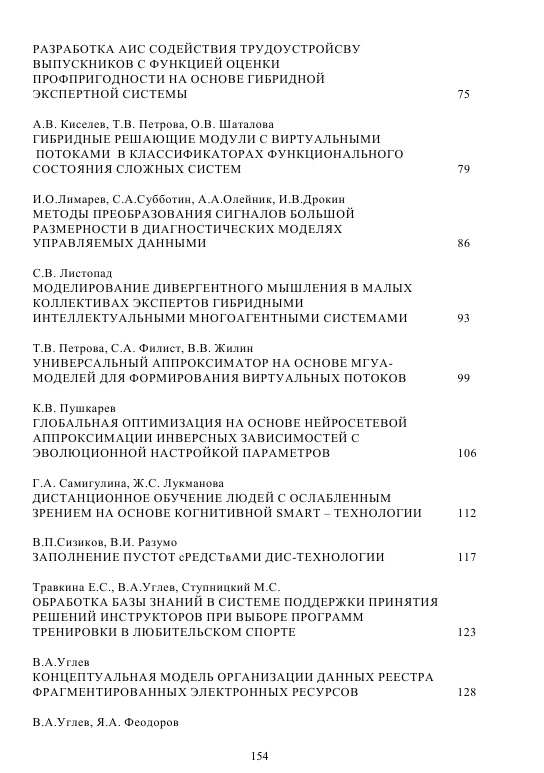 РАЗРАБОТКА АИС СОДЕЙСТВИЯ ТРУДОУСТРОЙСВУ
ВЫПУСКНИКОВ С ФУНКЦИЕЙ ОЦЕНКИ
ПРОФПРИГОДНОСТИ НА ОСНОВЕ ГИБРИДНОЙ
ЭКСПЕРТНОЙ СИСТЕМЫ 75
А.В. Киселев, Т.В. Петрова, О.В. Шаталова
ГИБРИДНЫЕ РЕШАЮЩИЕ МОДУЛИ С ВИРТУАЛЬНЫМИ
ПОТОКАМИ В КЛАССИФИКАТОРАХ ФУНКЦИОНАЛЬНОГО
СОСТОЯНИЯ СЛОЖНЫХ СИСТЕМ 79
И.О.Лимарев, С.А.Субботин, А.А.Олейник, И.В.Дрокин
МЕТОДЫ ПРЕОБРАЗОВАНИЯ СИГНАЛОВ БОЛЬШОЙ
РАЗМЕРНОСТИ В ДИАГНОСТИЧЕСКИХ МОДЕЛЯХ
УПРАВЛЯЕМЫХ ДАННЫМИ 86
С.В. Листопад
МОДЕЛИРОВАНИЕ ДИВЕРГЕНТНОГО МЫШЛЕНИЯ В МАЛЫХ
КОЛЛЕКТИВАХ ЭКСПЕРТОВ ГИБРИДНЫМИ
ИНТЕЛЛЕКТУАЛЬНЫМИ МНОГОАГЕНТНЫМИ СИСТЕМАМИ 93
Т.В. Петрова, С.А. Филист, В.В. Жилин
УНИВЕРСАЛЬНЫЙ АППРОКСИМАТОР НА ОСНОВЕ МГУА-
МОДЕЛЕЙ ДЛЯ ФОРМИРОВАНИЯ ВИРТУАЛЬНЫХ ПОТОКОВ 99
К.В. Пушкарев
ГЛОБАЛЬНАЯ ОПТИМИЗАЦИЯ НА ОСНОВЕ НЕЙРОСЕТЕВОЙ
АППРОКСИМАЦИИ ИНВЕРСНЫХ ЗАВИСИМОСТЕЙ С
ЭВОЛЮЦИОННОЙ НАСТРОЙКОЙ ПАРАМЕТРОВ 106
Г.А. Самигулина, Ж.С. Лукманова
ДИСТАНЦИОННОЕ ОБУЧЕНИЕ ЛЮДЕЙ С ОСЛАБЛЕННЫМ
ЗРЕНИЕМ НА ОСНОВЕ КОГНИТИВНОЙ SMART – ТЕХНОЛОГИИ 112
В.П.Сизиков, В.И. Разумо
ЗАПОЛНЕНИЕ ПУСТОТ сРЕДСТвАМИ ДИС-ТЕХНОЛОГИИ 117
Травкина Е.С., В.А.Углев, Ступницкий М.С.
ОБРАБОТКА БАЗЫ ЗНАНИЙ В СИСТЕМЕ ПОДДЕРЖКИ ПРИНЯТИЯ
РЕШЕНИЙ ИНСТРУКТОРОВ ПРИ ВЫБОРЕ ПРОГРАММ
ТРЕНИРОВКИ В ЛЮБИТЕЛЬСКОМ СПОРТЕ 123
В.А.Углев
КОНЦЕПТУАЛЬНАЯ МОДЕЛЬ ОРГАНИЗАЦИИ ДАННЫХ РЕЕСТРА
ФРАГМЕНТИРОВАННЫХ ЭЛЕКТРОННЫХ РЕСУРСОВ 128
В.А.Углев, Я.А. Феодоров
154